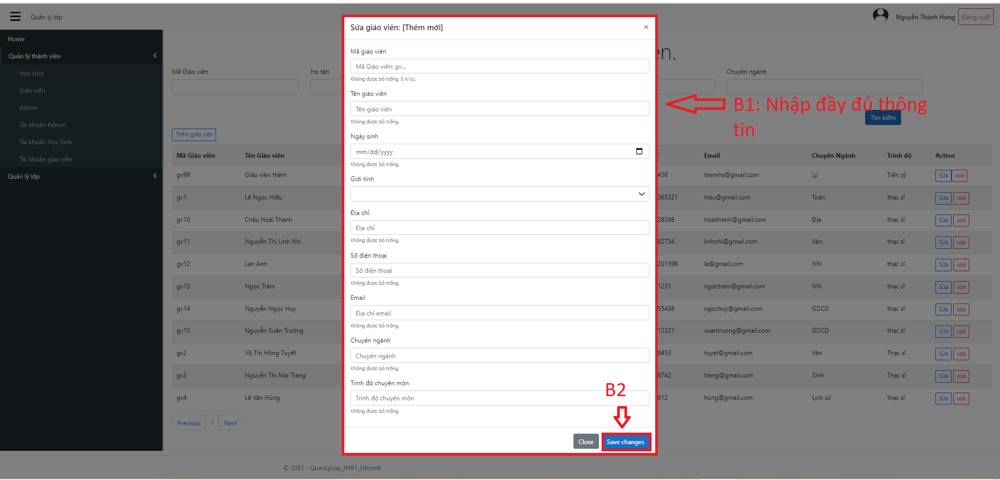 Quản lý lớp
Nguyễn Thành Hưng
Đăng xuất
Home
Quản lý thành viên
Học sinh
Giáo viên
Admin
Tài khoản Admin
Tài khoản Học Sinh
Tài khoản giáo viên
Quản lý lớp
Mã Giáo viên
Họ tên
Chuyên ngành
Tìm kiếm
Thêm giáo viên
Sửa giáo viên: [Thêm mới]
×
Mã giáo viên
Mã Giáo viên: gv...
Không được bỏ trống, 5 kí tự.
Tên giáo viên
Tên giáo viên
Không được bỏ trống.
Ngày sinh
mm/dd/yyyy
Không được bỏ trống.
Giới tính
Địa chỉ
Địa chỉ
Không được bỏ trống.
Số điện thoại
Số điện thoại
Không được bỏ trống.
Email
Địa chỉ email
Không được bỏ trống.
Chuyên ngành
Chuyên ngành
Không được bỏ trống.
Trình độ chuyên môn
Trình độ chuyên môn
Không được bỏ trống.
Close
Save changes
B1: Nhập đầy đủ thông
tin
B2
Mã Giáo viên Tên Giáo viên Email Chuyên Ngành Trình độ Action
gv99 Giáo viên thêm 456 themhs@gmail.com Lý Tiến sỹ Sửa xoá
gv1 Lê Ngọc Hiếu 365321 hieu@gmail.com Toán thạc sĩ Sửa xoá
gv10 Châu Hoài Thanh 28398 hoaithanh@gmail.com Địa thạc sĩ Sửa xoá
gv11 Nguyễn Thị Linh Nhi 82734 linhnhi@gmail.com Văn thạc sĩ Sửa xoá
gv12 Lan Anh 201398 la@gmail.com NN thạc sĩ Sửa xoá
gv13 Ngọc Trâm 1231 ngoctram@gmail.com NN thạc sĩ Sửa xoá
gv14 Nguyễn Ngọc Huy 55438 ngochuy@gmail.com GDCD thạc sĩ Sửa xoá
gv15 Nguyễn Xuân Trường 12321 xuantruong@gmail.com GDCD thạc sĩ Sửa xoá
gv2 Võ Thị Hồng Tuyết 8453 tuyet@gmail.com Văn Thạc sĩ Sửa xoá
gv3 Nguyễn Thị Mai Trang 8742 trang@gmail.com Sinh Thạc sĩ Sửa xoá
gv4 Lê Văn Hùng 912 hung@gmail.com Lịch sử thạc sĩ Sửa xoá
Previous 1 Next
© 2021 - QuanLyLop_IM91_Nhom6